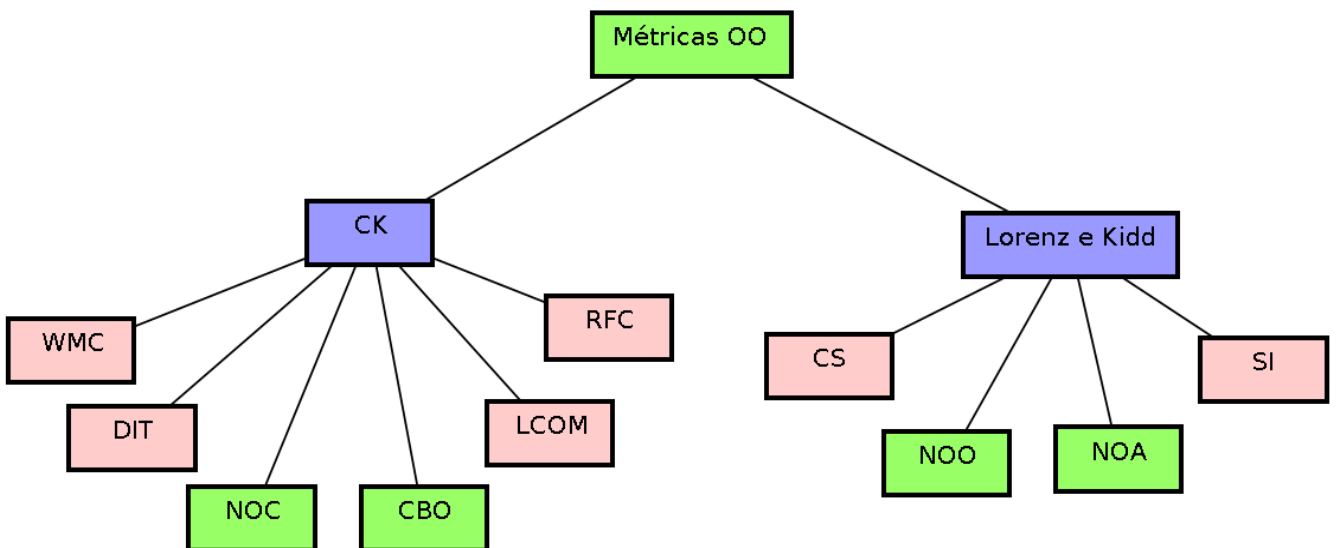 Métricas OO
CK
Lorenz e Kidd
WMC
DIT
NOC
CBO
LCOM
RFC
CS
NOO
NOA
SI